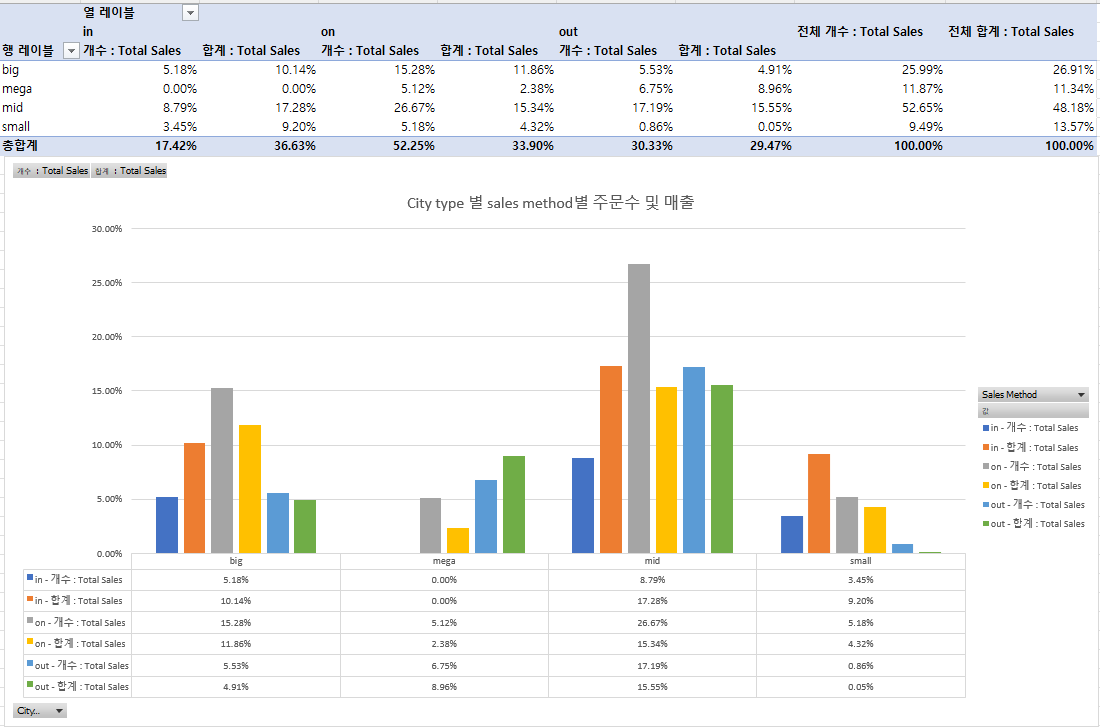 열 레이블
in on out 전체 개수 : Total Sales 전체 합계 : Total Sales
행 레이블 개수 : Total Sales 합계 : Total Sales 개수 : Total Sales 합계 : Total Sales 개수 : Total Sales 합계 : Total Sales
big 5.18% 10.14% 15.28% 11.86% 5.53% 4.91% 25.99% 26.91%
mega 0.00% 0.00% 5.12% 2.38% 6.75% 8.96% 11.87% 11.34%
mid 8.79% 17.28% 26.67% 15.34% 17.19% 15.55% 52.65% 48.18%
small 3.45% 9.20% 5.18% 4.32% 0.86% 0.05% 9.49% 13.57%
총합계 17.42% 36.63% 52.25% 33.90% 30.33% 29.47% 100.00% 100.00%
개수 : Total Sales 합계 : Total Sales
City type 별 sales method별 주문수 및 매출
30.00%
25.00%
20.00%
15.00%
10.00%
5.00%
0.00%
Sales Method
값
in - 개수 : Total Sales
in - 합계 : Total Sales
on - 개수 : Total Sales
on - 합계 : Total Sales
out - 개수 : Total Sales
out - 합계 : Total Sales
big mega mid small
in - 개수 : Total Sales 5.18% 0.00% 8.79% 3.45%
in - 합계 : Total Sales 10.14% 0.00% 17.28% 9.20%
on - 개수 : Total Sales 15.28% 5.12% 26.67% 5.18%
on - 합계 : Total Sales 11.86% 2.38% 15.34% 4.32%
out - 개수 : Total Sales 5.53% 6.75% 17.19% 0.86%
out - 합계 : Total Sales 4.91% 8.96% 15.55% 0.05%
City...